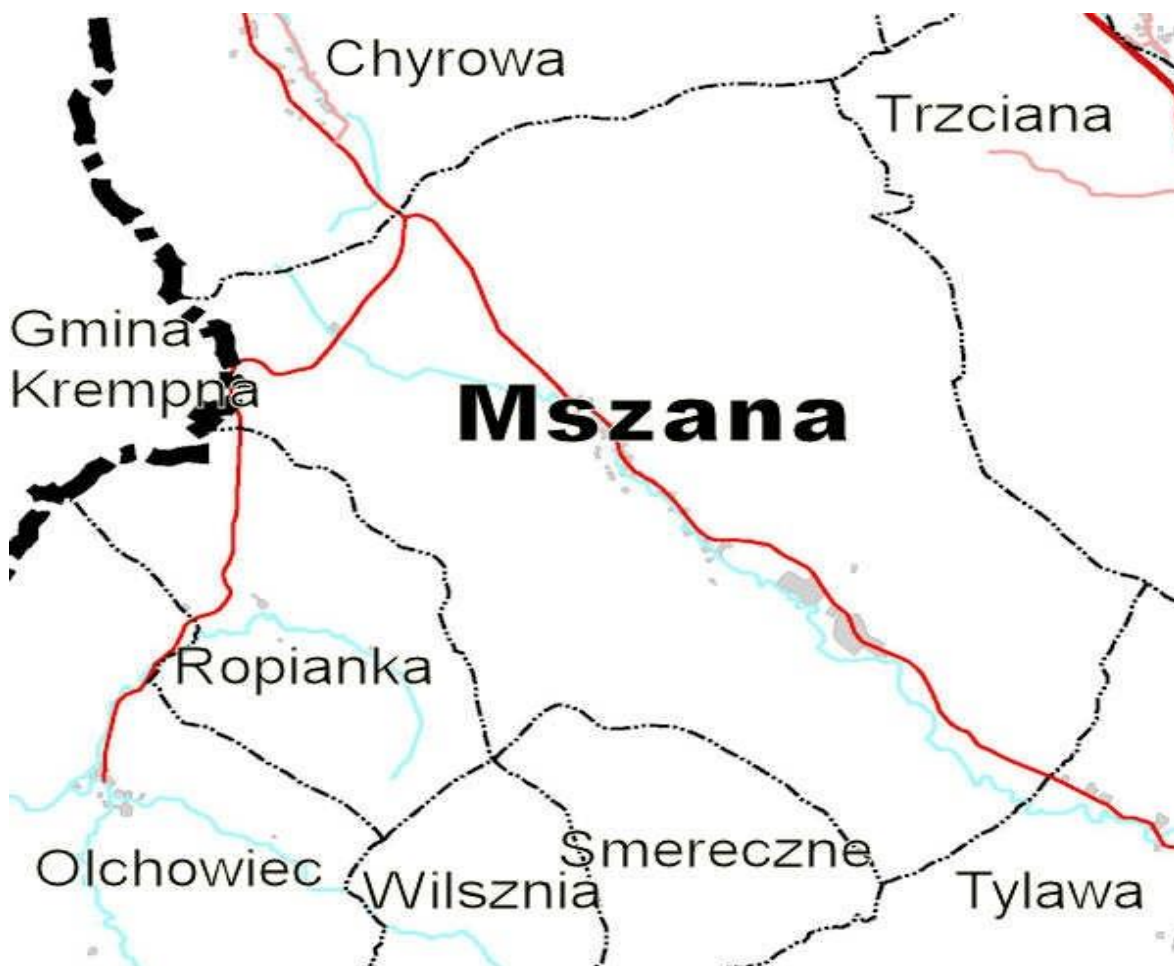 Chyrowa
Trzciana
Gmina
Krempna
Mszana
Ropianka
Olchowiec
Wilsznia
Smereczne
Tylawa